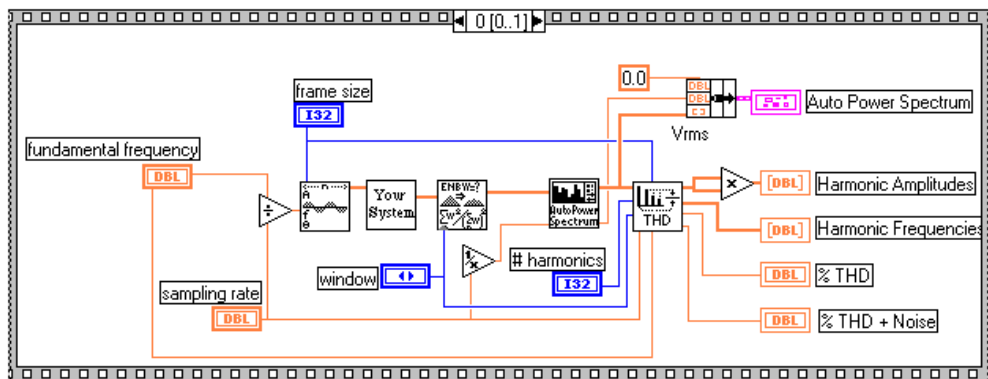 0 [0..1]
0.0
frame size
I32
DBL
DBL
Auto Power Spectrum
Vrms
fundamental frequency
DBL
n
A
f
θ
÷
Your
System
ENBW=?
AutoPower
Spectrum
THD
×
[DBL]
Harmonic Amplitudes
[DBL]
Harmonic Frequencies
1/x
# harmonics
I32
window
sampling rate
DBL
DBL
% THD
DBL
% THD + Noise